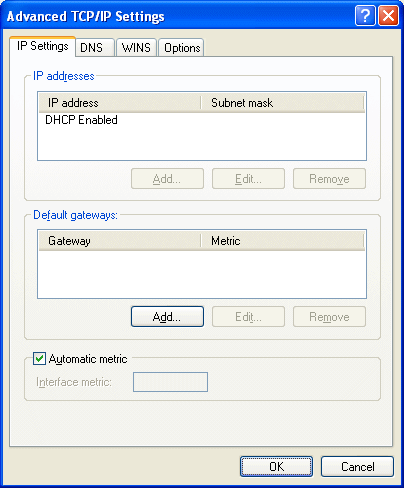 Advanced TCP/IP Settings
IP Settings DNS WINS Options
IP addresses
IP address Subnet mask
DHCP Enabled
Add... Edit... Remove
Default gateways:
Gateway Metric
Add... Edit... Remove
Automatic metric
Interface metric:
OK Cancel